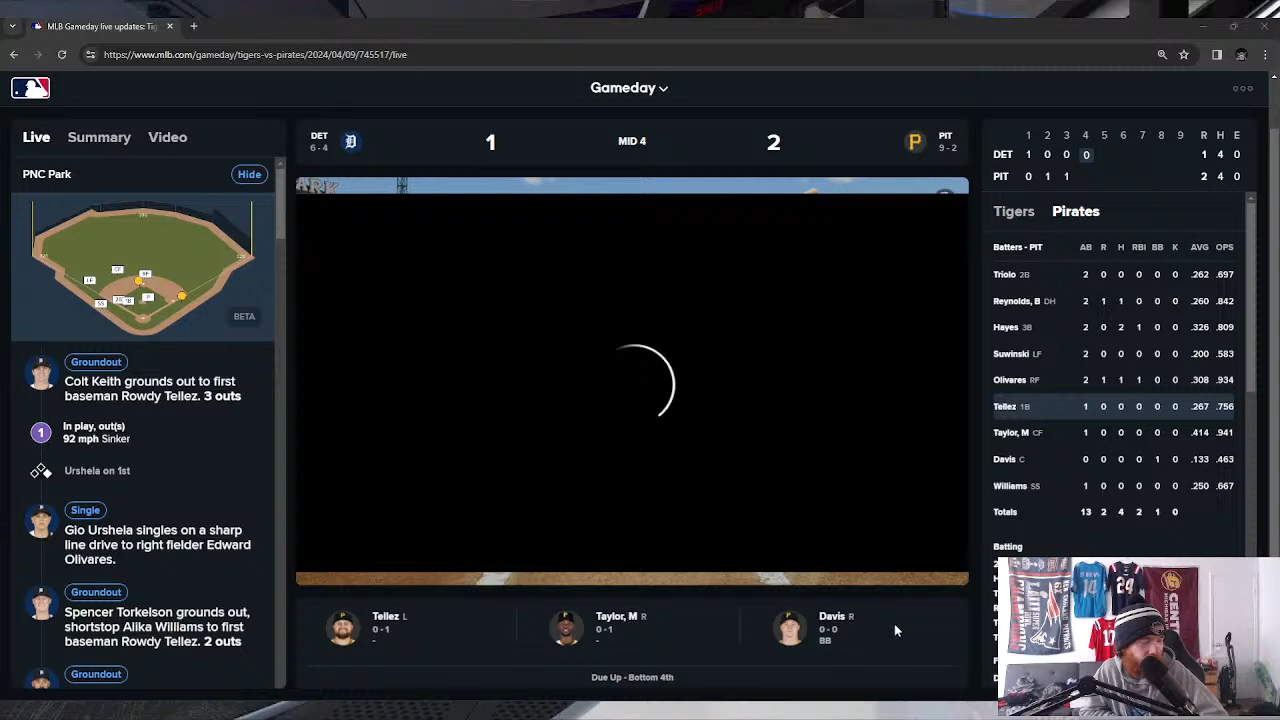 MLB Gameday live updates: Tig
https://www.mlb.com/gameday/tigers-vs-pirates/2024/04/09/745517/live
Gameday
Live Summary Video
PNC Park
Hide
BETA
Groundout
Colt Keith grounds out to first
baseman Rowdy Tellez. 3 outs
1
In play, out(s)
92 mph Sinker
Urshela on 1st
Single
Gio Urshela singles on a sharp
line drive to right fielder Edward
Olivares.
Groundout
Spencer Torkelson grounds out,
shortstop Alika Williams to first
baseman Rowdy Tellez. 2 outs
Groundout
DET
6-4
1
MID 4
2
PIT
9-2
Tellez L
0-1
-
Taylor, M R
0-1
-
Davis R
0-0
BB
Due Up - Bottom 4th
1 2 3 4 5 6 7 8 9 R H E
DET 1 0 0 0 1 4 0
PIT 0 1 1 2 4 0
Tigers Pirates
Batters - PIT AB R H RBI BB K AVG OPS
Triolo 2B 2 0 0 0 0 0 .262 .697
Reynolds, B DH 2 1 1 0 0 0 .260 .842
Hayes 3B 2 0 2 1 0 0 .326 .809
Suwinski LF 2 0 0 0 0 0 .200 .583
Olivares RF 2 1 1 1 0 0 .308 .934
Tellez 1B 1 0 0 0 0 0 .267 .756
Taylor, M CF 1 0 0 0 0 0 .414 .941
Davis C 0 0 0 0 1 0 .133 .463
Williams SS 1 0 0 0 0 0 .250 .667
Totals 13 2 4 2 1 0
Batting